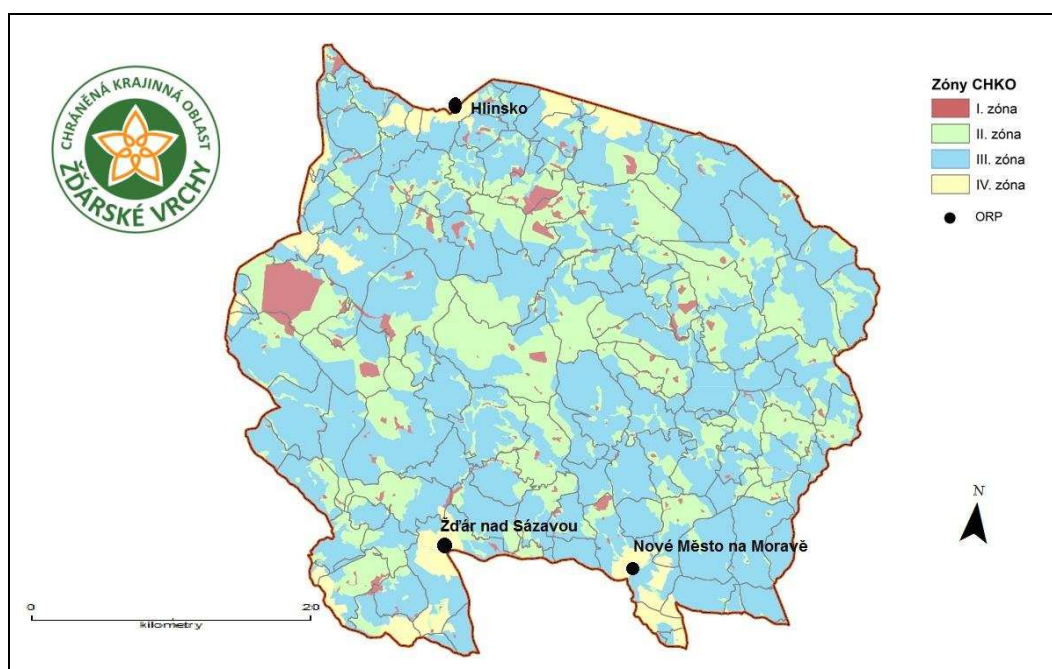 CHRÁNĚNÁ KRAJINNÁ OBLAST
ŽĎÁRSKÉ VRCHY
Hlinsko
Zóny CHKO
I. zóna
II. zóna
III. zóna
IV. zóna
ORP
Žďár nad Sázavou
Nové Město na Moravě
N
0 20
kilometry